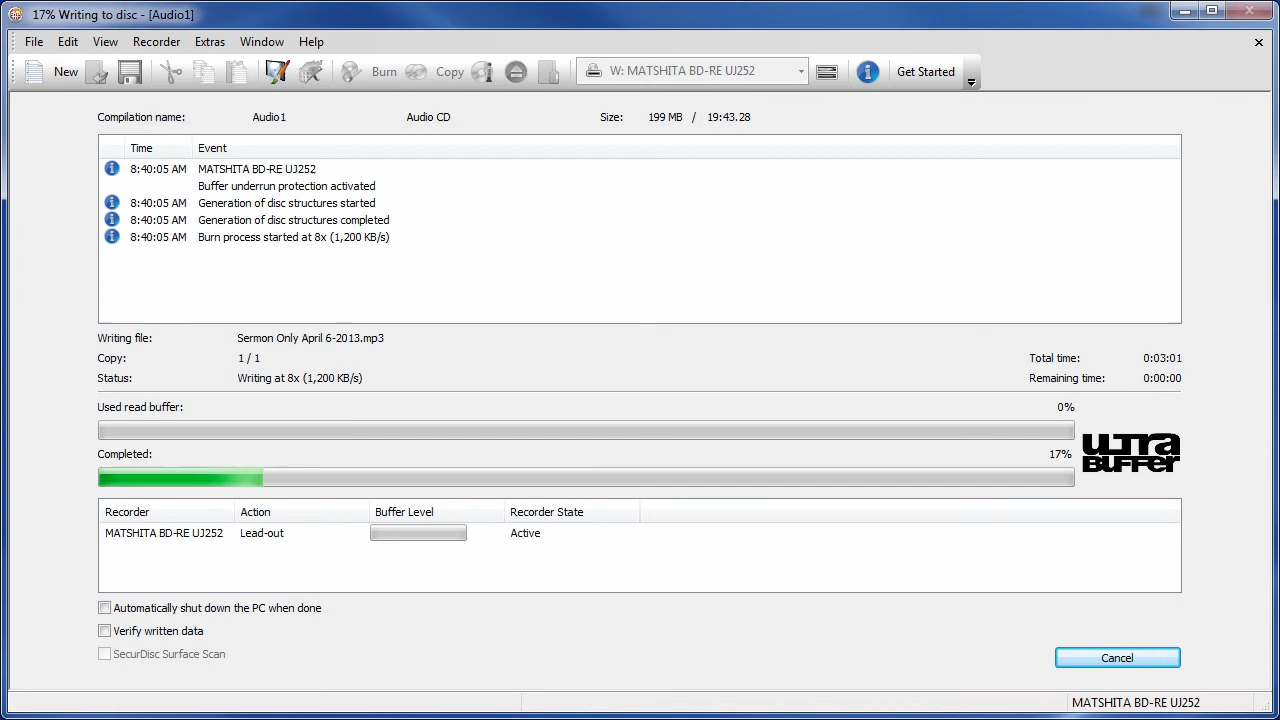 17% Writing to disc - [Audio1]
File Edit View Recorder Extras Window Help
New Burn Copy W: MATSHITA BD-RE UJ252 Get Started
Compilation name: Audio1 Audio CD Size: 199 MB / 19:43.28
Time Event
8:40:05 AM MATSHITA BD-RE UJ252
Buffer underrun protection activated
8:40:05 AM Generation of disc structures started
8:40:05 AM Generation of disc structures completed
8:40:05 AM Burn process started at 8x (1,200 KB/s)
Writing file: Sermon Only April 6-2013.mp3
Copy: 1 / 1 Total time: 0:03:01
Status: Writing at 8x (1,200 KB/s) Remaining time: 0:00:00
Used read buffer: 0%
Completed: 17%
ultra
Buffer
Recorder Action Buffer Level Recorder State
MATSHITA BD-RE UJ252 Lead-out Active
Automatically shut down the PC when done
Verify written data
SecurDisc Surface Scan
Cancel
MATSHITA BD-RE UJ252